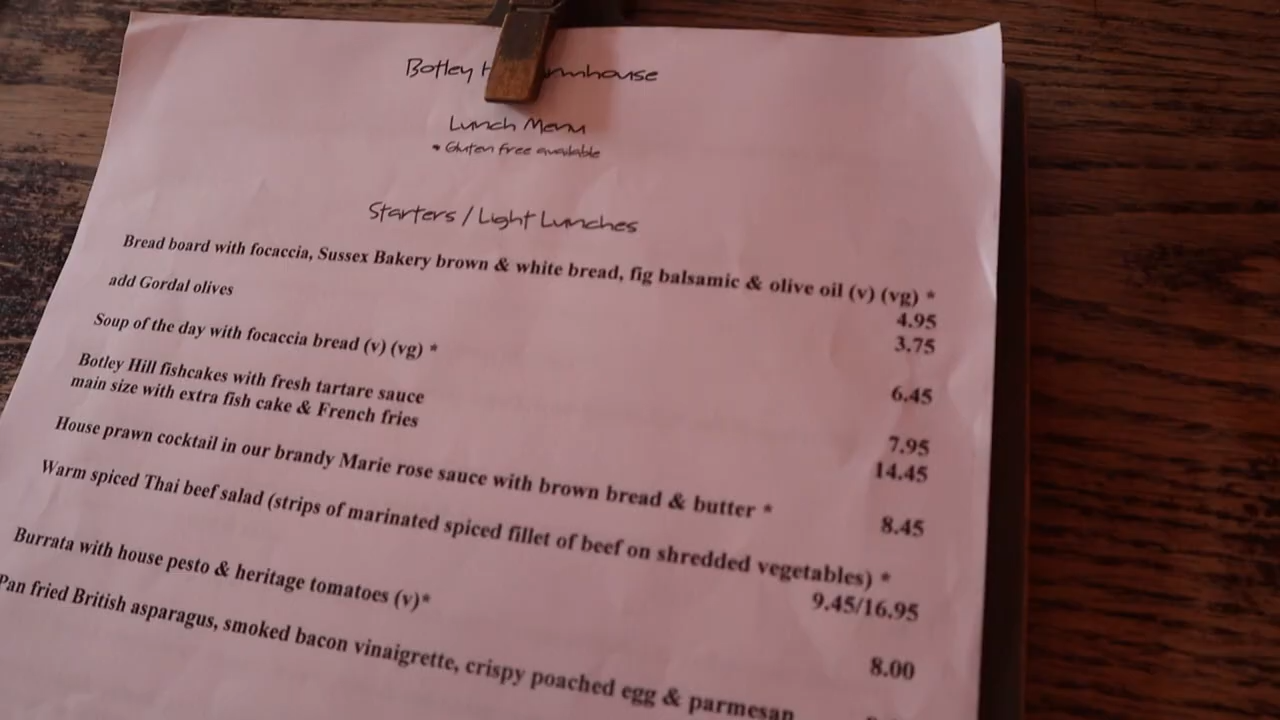 Botley H rmhouse
Lunch Menu
* Gluten free available
Starters / Light Lunches
Bread board with focaccia, Sussex Bakery brown & white bread, fig balsamic & olive oil (v) (vg) *
4.95
add Gordal olives 3.75
Soup of the day with focaccia bread (v) (vg) *
6.45
Botley Hill fishcakes with fresh tartare sauce 7.95
main size with extra fish cake & French fries 14.45
House prawn cocktail in our brandy Marie rose sauce with brown bread & butter *
8.45
Warm spiced Thai beef salad (strips of marinated spiced fillet of beef on shredded vegetables) *
9.45/16.95
Burrata with house pesto & heritage tomatoes (v)*
8.00
Pan fried British asparagus, smoked bacon vinaigrette, crispy poached egg & parmesan